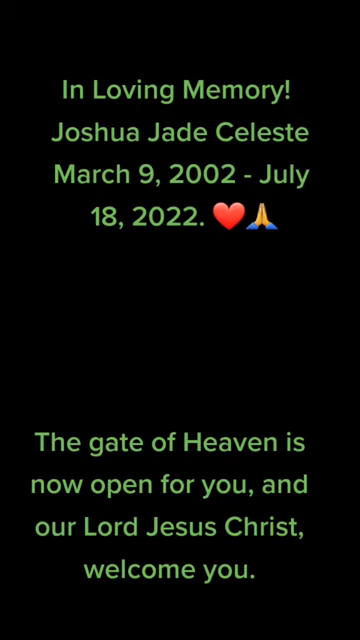 In Loving Memory!
Joshua Jade Celeste
March 9, 2002 - July
18, 2022. ❤️🙏
The gate of Heaven is
now open for you, and
our Lord Jesus Christ,
welcome you.